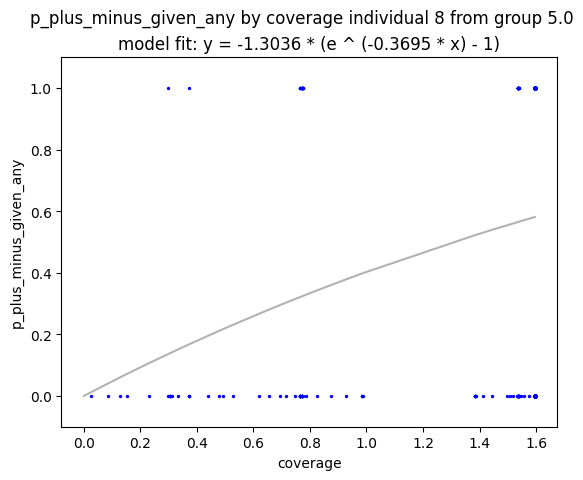 p_plus_minus_given_any by coverage individual 8 from group 5.0
model fit: y = -1.3036 * (e ^ (-0.3695 * x) - 1)
1.0
0.8
0.6
0.4
0.2
0.0
p_plus_minus_given_any
0.0 0.2 0.4 0.6 0.8 1.0 1.2 1.4 1.6
coverage